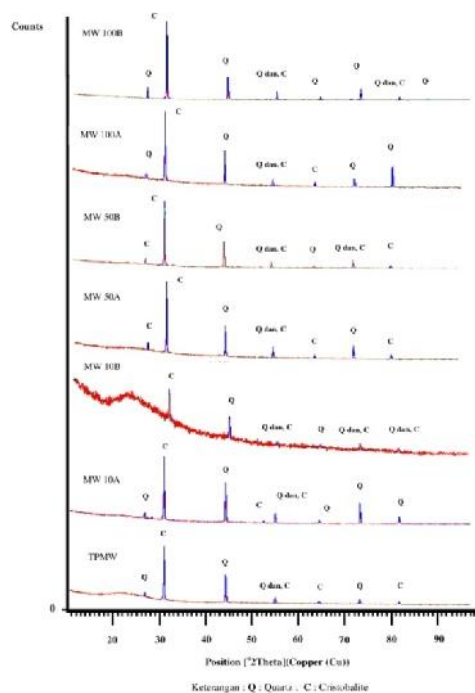 Counts
C
MW 100B
Q Q Q dan, C Q Q Q dan, C Q
C
MW 100A
Q Q Q dan, C C Q Q
C
MW 50B
C Q Q dan, C Q Q dan, C C
C
MW 50A
C Q Q dan, C C Q C
MW 10B
C Q Q dan, C Q Q dan, C Q dan, C
C
MW 10A
Q Q C Q dan, C Q Q Q
C
TPMW
Q Q Q dan, C C Q C
0
20 30 40 50 60 70 80 90
Position [°2Theta](Copper (Cu))
Keterangan : Q : Quartz , C : Cristobalite